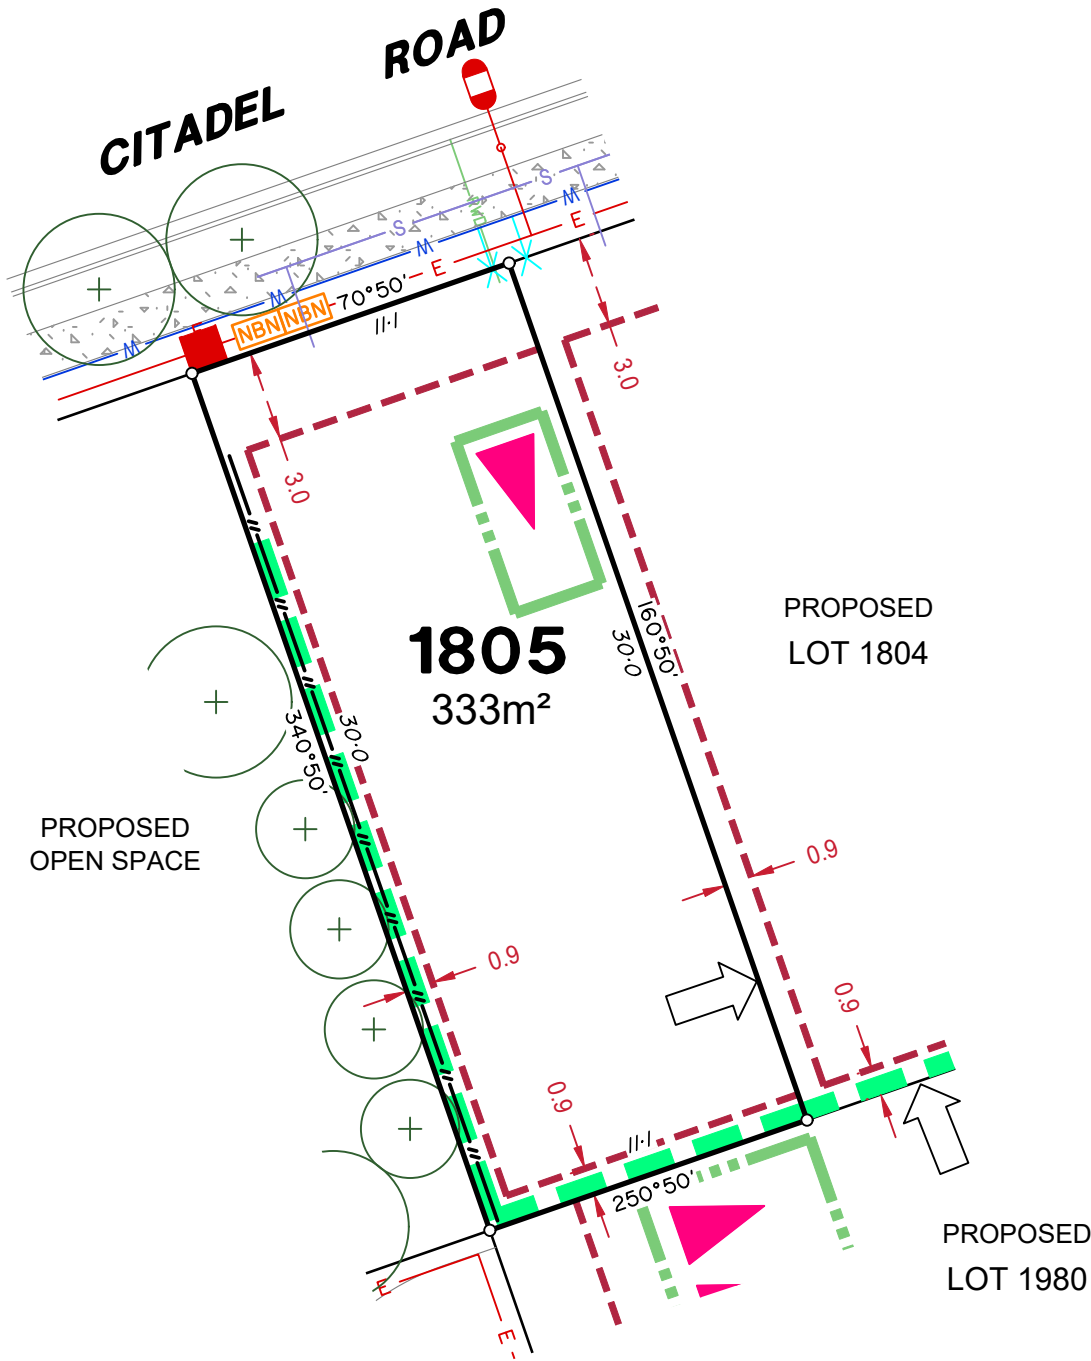 CITADEL ROAD
S
S
M
M
M
M
E
E
E
NBN
NBN
70°50'
11·1
3.0
3.0
1805
333m²
160°50'
30·0
PROPOSED
LOT 1804
340°50'
30·0
PROPOSED
OPEN SPACE
0.9
0.9
0.9
0.9
11·1
250°50'
PROPOSED
LOT 1980
E
E